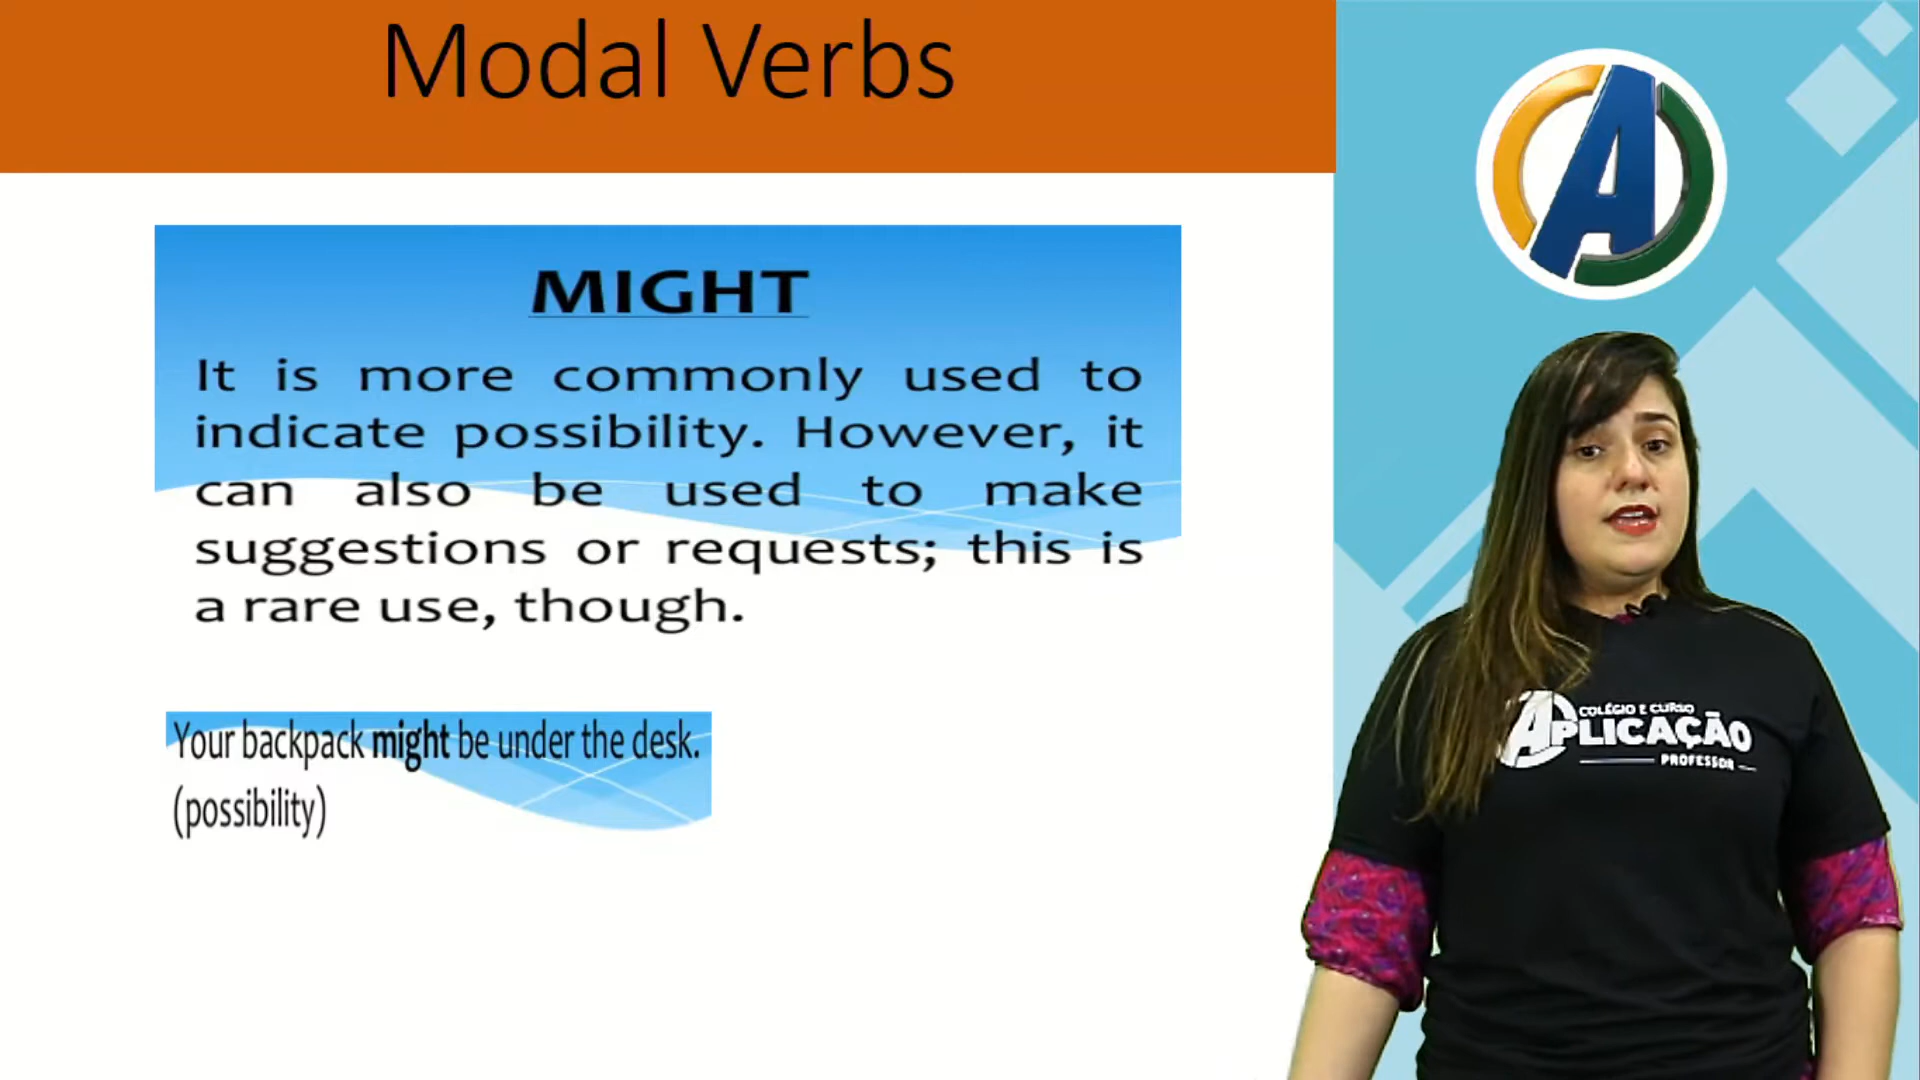 Modal Verbs
MIGHT
It is more commonly used to
indicate possibility. However, it
can also be used to make
suggestions or requests; this is
a rare use, though.
Your backpack might be under the desk.
(possibility)
COLÉGIO E CURSO
APLICAÇÃO
PROFESSOR